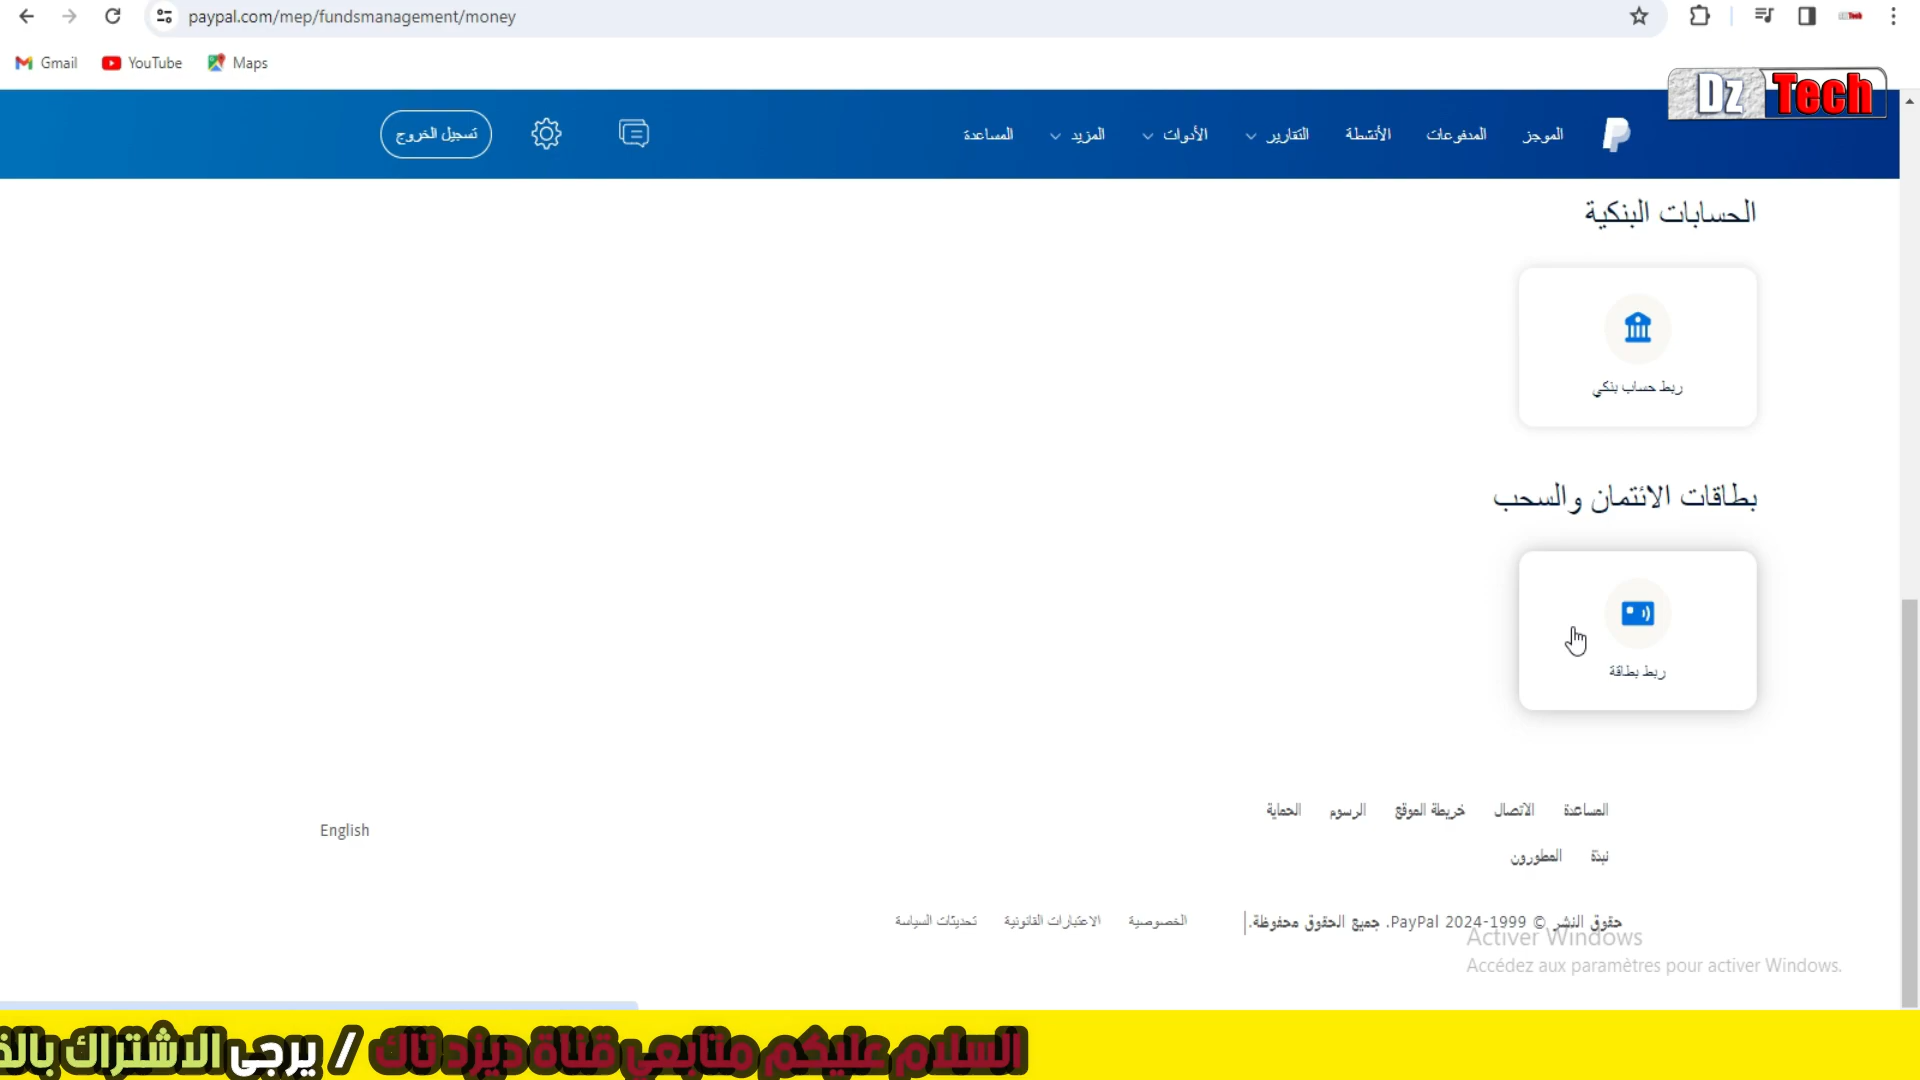 paypal.com/mep/fundsmanagement/money
Gmail YouTube Maps
Dz Tech
الموجز المدفوعات الأنشطة التقارير الأدوات المزيد المساعدة تسجيل الخروج
الحسابات البنكية
ربط حساب بنكي
بطاقات الائتمان والسحب
ربط بطاقة
المساعدة الاتصال خريطة الموقع الرسوم الحماية
English
نبذة المطورون
حقوق النشر © 1999-2024 PayPal. جميع الحقوق محفوظة. الخصوصية الاعتبارات القانونية تحديثات السياسة
Activer Windows
Accédez aux paramètres pour activer Windows.
السلام عليكم متابعي قناة ديزد تاك / يرجى الاشتراك